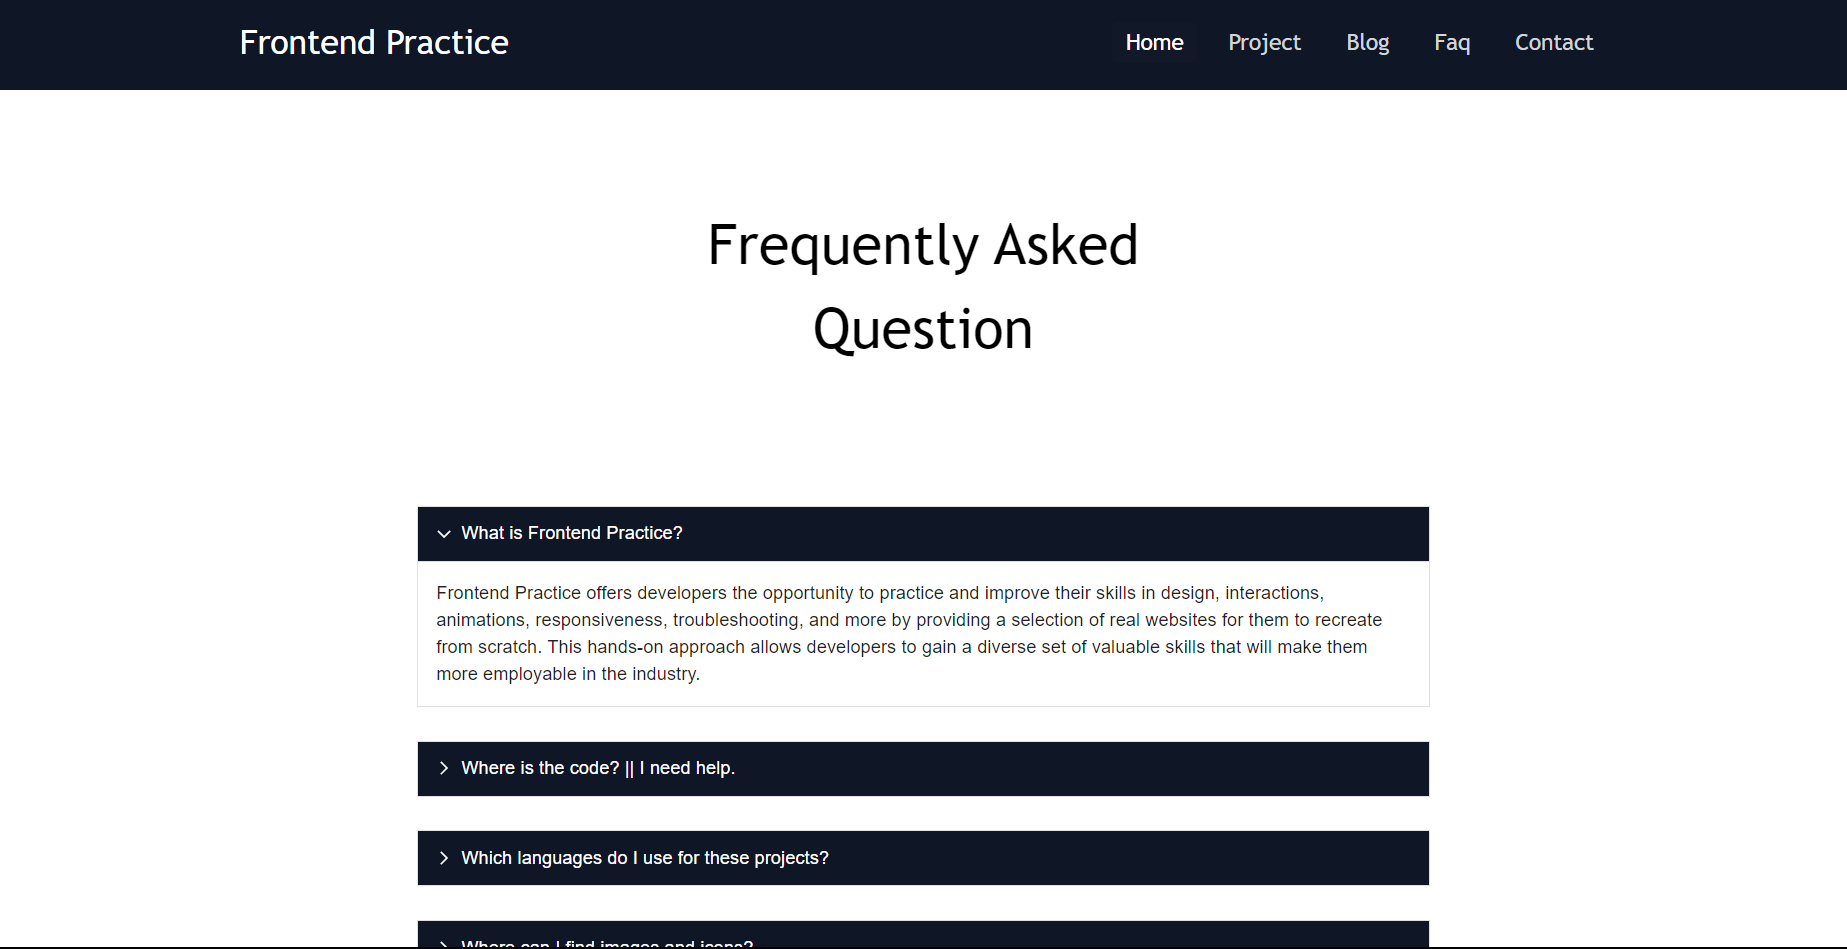 Frontend Practice
Home Project Blog Faq Contact
Frequently Asked
Question
What is Frontend Practice?
Frontend Practice offers developers the opportunity to practice and improve their skills in design, interactions,
animations, responsiveness, troubleshooting, and more by providing a selection of real websites for them to recreate
from scratch. This hands-on approach allows developers to gain a diverse set of valuable skills that will make them
more employable in the industry.
Where is the code? || I need help.
Which languages do I use for these projects?
Where can I find images and icons?